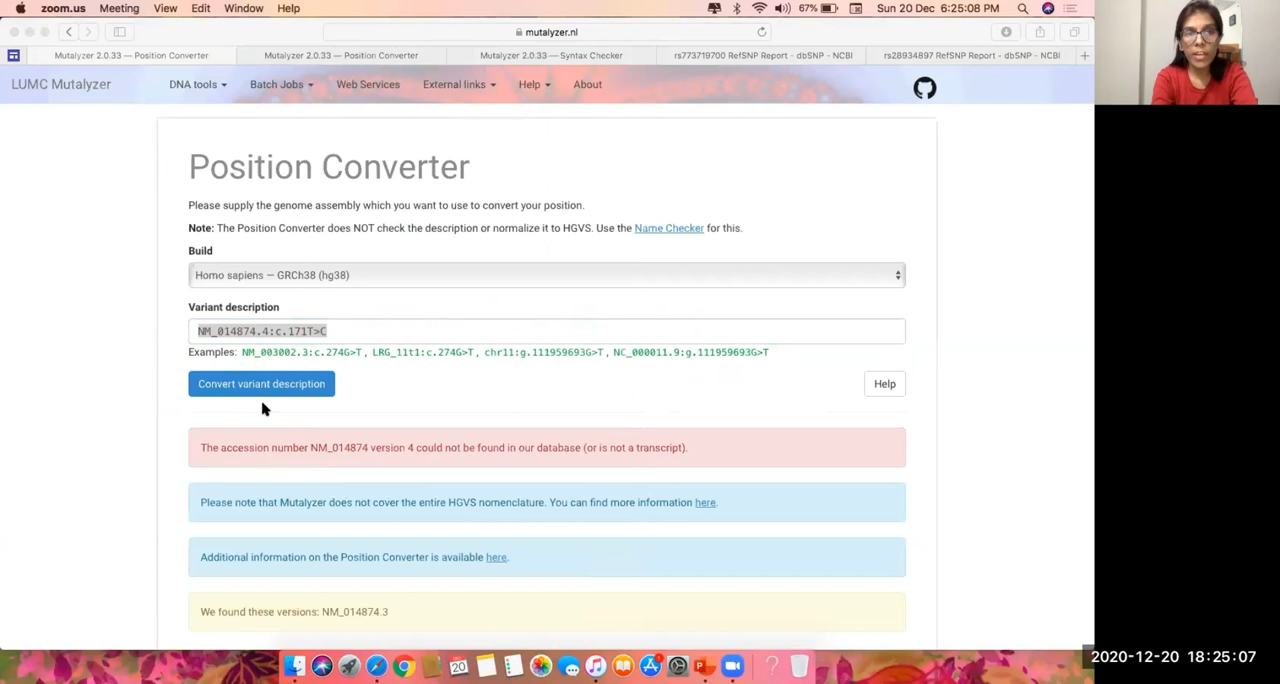 zoom.us Meeting View Edit Window Help 67% Sun 20 Dec 6:25:08 PM
mutalyzer.nl
Mutalyzer 2.0.33 — Position Converter Mutalyzer 2.0.33 — Position Converter Mutalyzer 2.0.33 — Syntax Checker rs773719700 RefSNP Report - dbSNP - NCBI rs28934897 RefSNP Report - dbSNP - NCBI
LUMC Mutalyzer DNA tools Batch Jobs Web Services External links Help About
Position Converter
Please supply the genome assembly which you want to use to convert your position.
Note: The Position Converter does NOT check the description or normalize it to HGVS. Use the Name Checker for this.
Build
Homo sapiens — GRCh38 (hg38)
Variant description
NM_014874.4:c.171T>C
Examples: NM_003002.3:c.274G>T, LRG_11t1:c.274G>T, chr11:g.111959693G>T, NC_000011.9:g.111959693G>T
Convert variant description Help
The accession number NM_014874 version 4 could not be found in our database (or is not a transcript).
Please note that Mutalyzer does not cover the entire HGVS nomenclature. You can find more information here.
Additional information on the Position Converter is available here.
We found these versions: NM_014874.3
20
2020-12-20 18:25:07